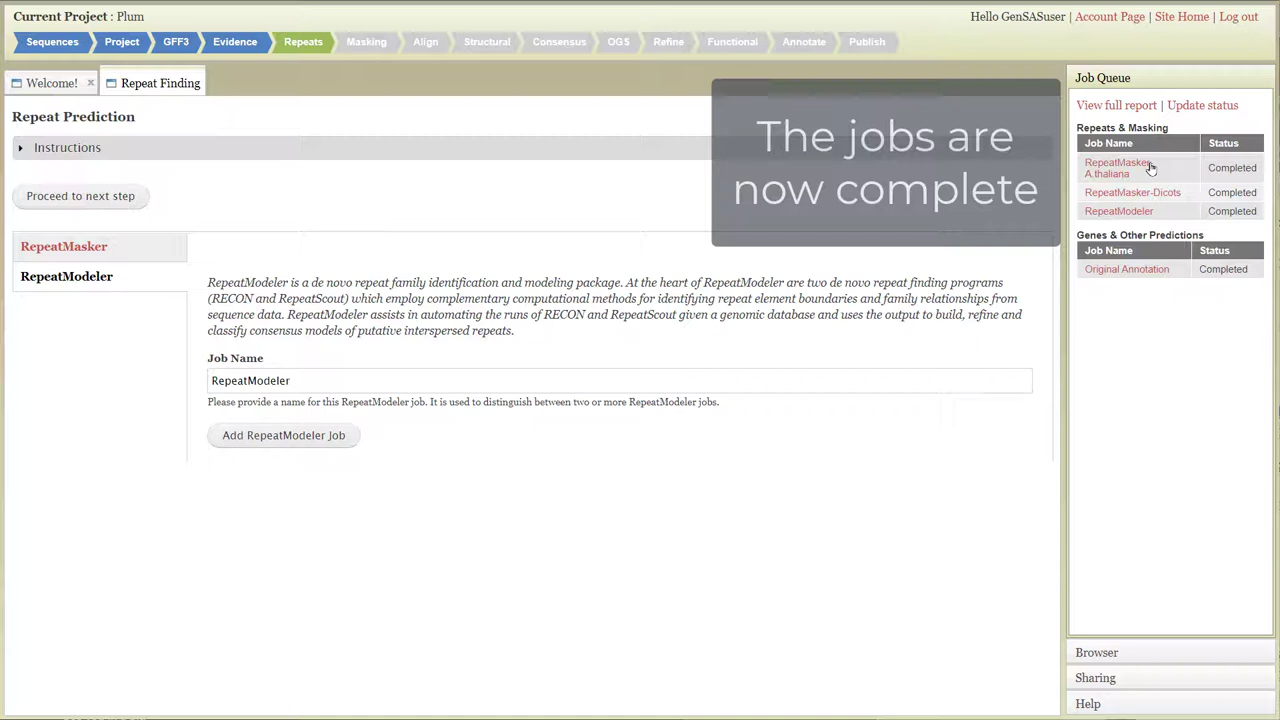 Current Project : Plum
Hello GenSASuser | Account Page | Site Home | Log out
Sequences Project GFF3 Evidence Repeats Masking Align Structural Consensus OGS Refine Functional Annotate Publish
Welcome! × Repeat Finding
Repeat Prediction
Instructions
Proceed to next step
RepeatMasker
RepeatModeler
RepeatModeler is a de novo repeat family identification and modeling package. At the heart of RepeatModeler are two de novo repeat finding programs
(RECON and RepeatScout) which employ complementary computational methods for identifying repeat element boundaries and family relationships from
sequence data. RepeatModeler assists in automating the runs of RECON and RepeatScout given a genomic database and uses the output to build, refine and
classify consensus models of putative interspersed repeats.
Job Name
RepeatModeler
Please provide a name for this RepeatModeler job. It is used to distinguish between two or more RepeatModeler jobs.
Add RepeatModeler Job
The jobs are
now complete
Job Queue
View full report | Update status
Repeats & Masking
Job Name Status
RepeatMasker
A.thaliana Completed
RepeatMasker-Dicots Completed
RepeatModeler Completed
Genes & Other Predictions
Job Name Status
Original Annotation Completed
Browser
Sharing
Help